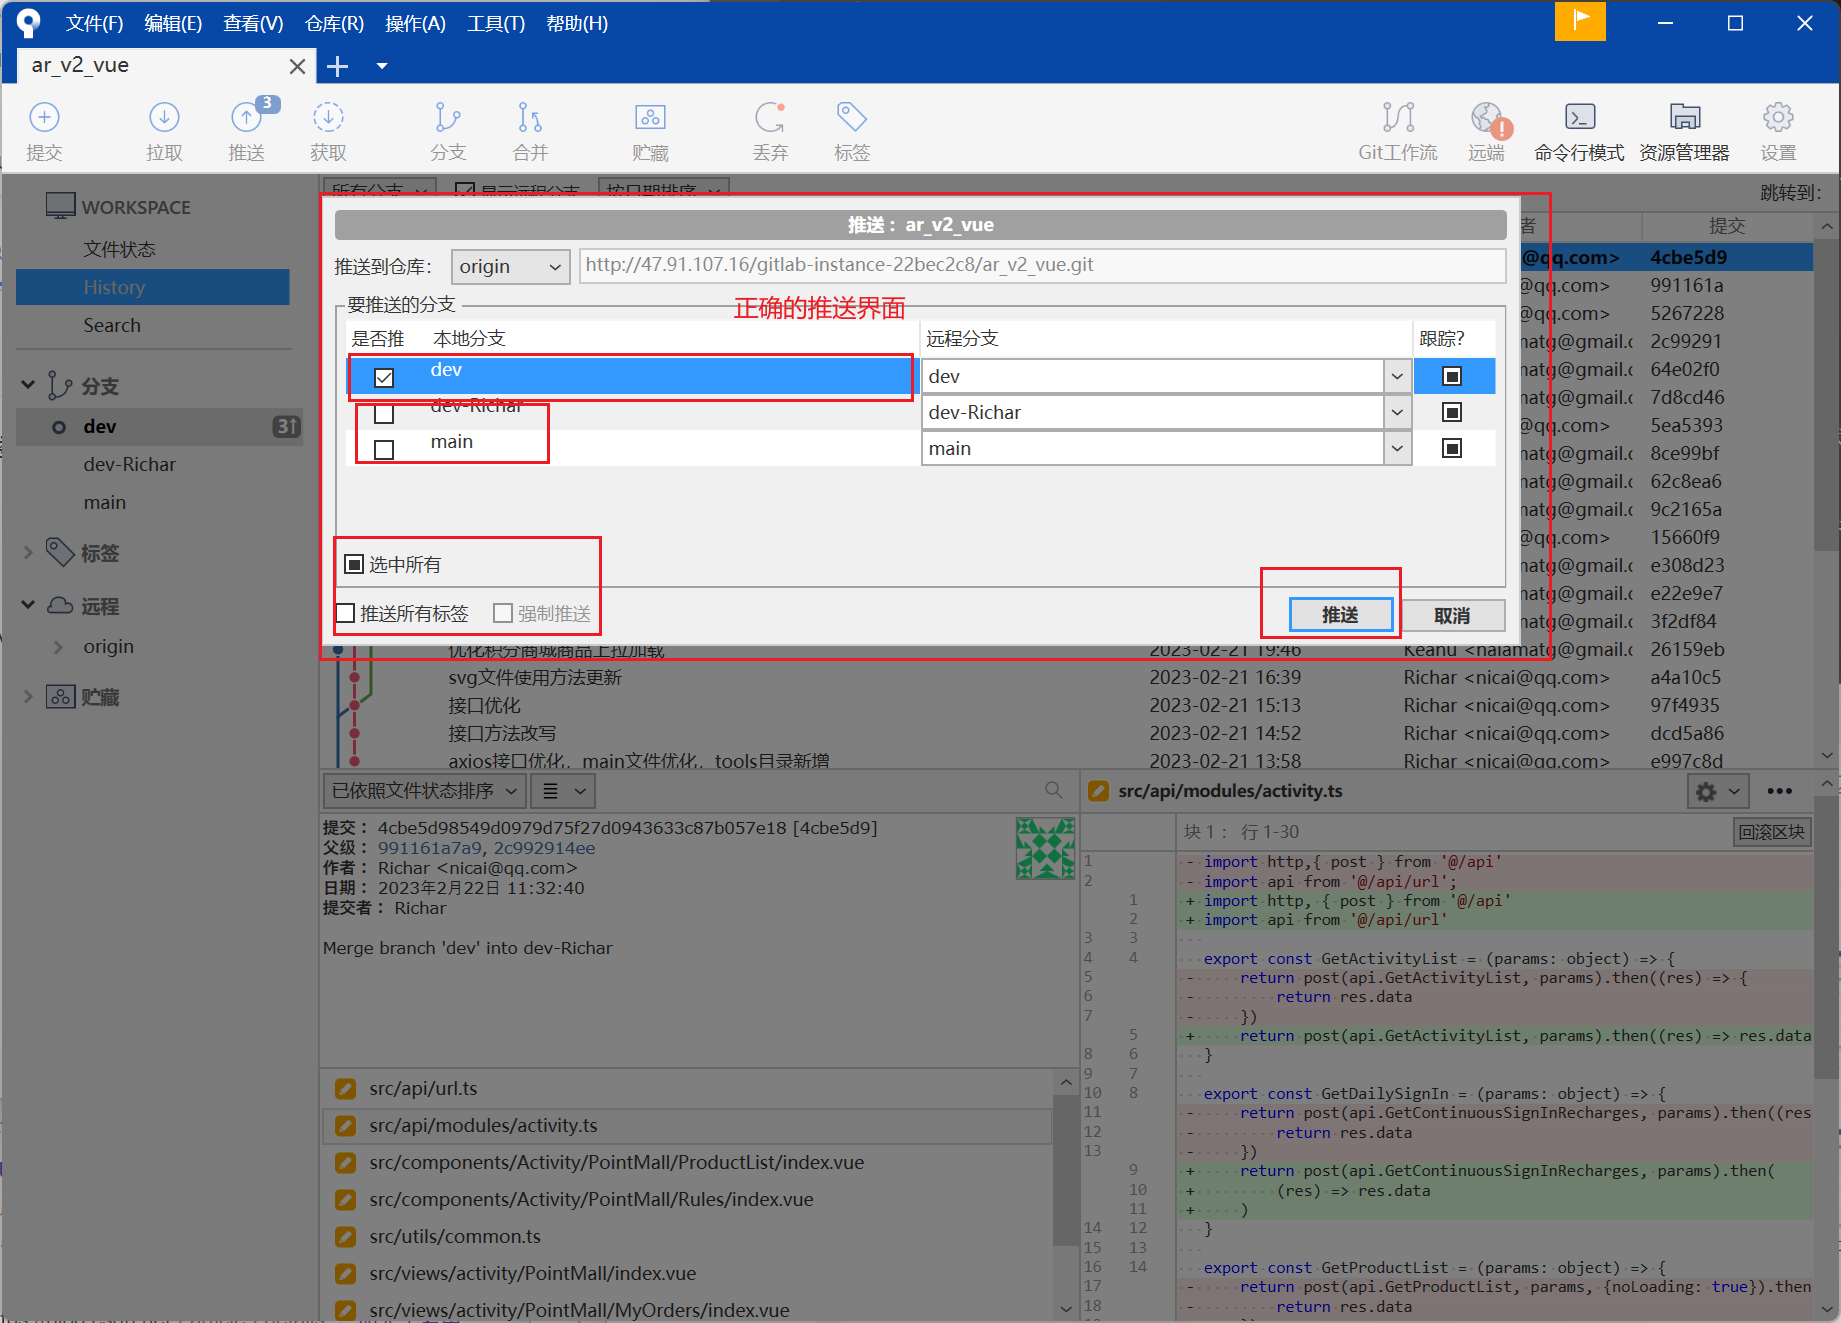 文件(F) 编辑(E) 查看(V) 仓库(R) 操作(A) 工具(T) 帮助(H)
ar_v2_vue
3
提交 拉取 推送 获取 分支 合并 贮藏 丢弃 标签 Git工作流 远端 命令行模式 资源管理器 设置
WORKSPACE
文件状态
History
Search
分支
dev 3↑
dev-Richar
main
标签
远程
origin
贮藏
所有分支 显示远程分支 按日期排序 跳转到:
者 提交
推送 : ar_v2_vue
推送到仓库: origin http://47.91.107.16/gitlab-instance-22bec2c8/ar_v2_vue.git
要推送的分支
正确的推送界面
是否推 本地分支 远程分支 跟踪?
dev dev
dev-Richar dev-Richar
main main
选中所有
推送所有标签 强制推送 推送 取消
@qq.com> 4cbe5d9
@qq.com> 991161a
@qq.com> 5267228
matg@gmail.c 2c99291
matg@gmail.c 64e02f0
matg@gmail.c 7d8cd46
@qq.com> 5ea5393
matg@gmail.c 8ce99bf
matg@gmail.c 62c8ea6
matg@gmail.c 9c2165a
@qq.com> 15660f9
matg@gmail.c e308d23
matg@gmail.c e22e9e7
matg@gmail.c 3f2df84
优化积分商城商品上拉加载 2023-02-21 19:46 Keanu <halamatg@gmail.c 26159eb
svg文件使用方法更新 2023-02-21 16:39 Richar <nicai@qq.com> a4a10c5
接口优化 2023-02-21 15:13 Richar <nicai@qq.com> 97f4935
接口方法改写 2023-02-21 14:52 Richar <nicai@qq.com> dcd5a86
axios接口优化，main文件优化，tools目录新增 2023-02-21 13:58 Richar <nicai@qq.com> e997c8d
已依照文件状态排序
提交： 4cbe5d98549d0979d75f27d0943633c87b057e18 [4cbe5d9]
父级： 991161a7a9, 2c992914ee
作者： Richar <nicai@qq.com>
日期： 2023年2月22日 11:32:40
提交者： Richar
Merge branch 'dev' into dev-Richar
src/api/url.ts
src/api/modules/activity.ts
src/components/Activity/PointMall/ProductList/index.vue
src/components/Activity/PointMall/Rules/index.vue
src/utils/common.ts
src/views/activity/PointMall/index.vue
src/views/activity/PointMall/MyOrders/index.vue
src/api/modules/activity.ts
块 1： 行 1-30 回滚区块
1 - import http,{ post } from '@/api'
2 - import api from '@/api/url';
1 + import http, { post } from '@/api'
2 + import api from '@/api/url'
3 3
4 4 export const GetActivityList = (params: object) => {
5 - return post(api.GetActivityList, params).then((res) => {
6 - return res.data
7 - })
5 + return post(api.GetActivityList, params).then((res) => res.data
8 6 }
9 7
10 8 export const GetDailySignIn = (params: object) => {
11 - return post(api.GetContinuousSignInRecharges, params).then((res
12 - return res.data
13 - })
9 + return post(api.GetContinuousSignInRecharges, params).then(
10 + (res) => res.data
11 + )
14 12 }
15 13
16 14 export const GetProductList = (params: object) => {
17 - return post(api.GetProductList, params, {noLoading: true}).then
18 - return res.data